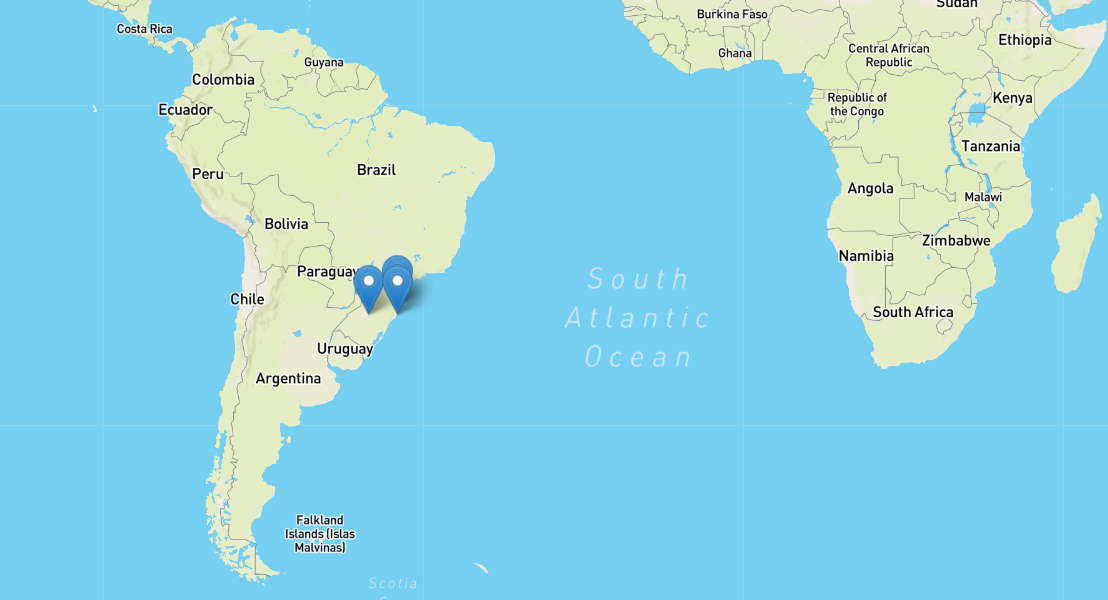 Costa Rica
Burkina Faso
Sudan
Ethiopia
Ghana
Central African
Republic
Guyana
Colombia
Ecuador
Republic of
the Congo
Kenya
Tanzania
Brazil
Peru
Angola
Malawi
Bolivia
Zimbabwe
Namibia
Paraguay
South
Atlantic
Ocean
Chile
South Africa
Uruguay
Argentina
Falkland
Islands (Islas
Malvinas)
Scotia